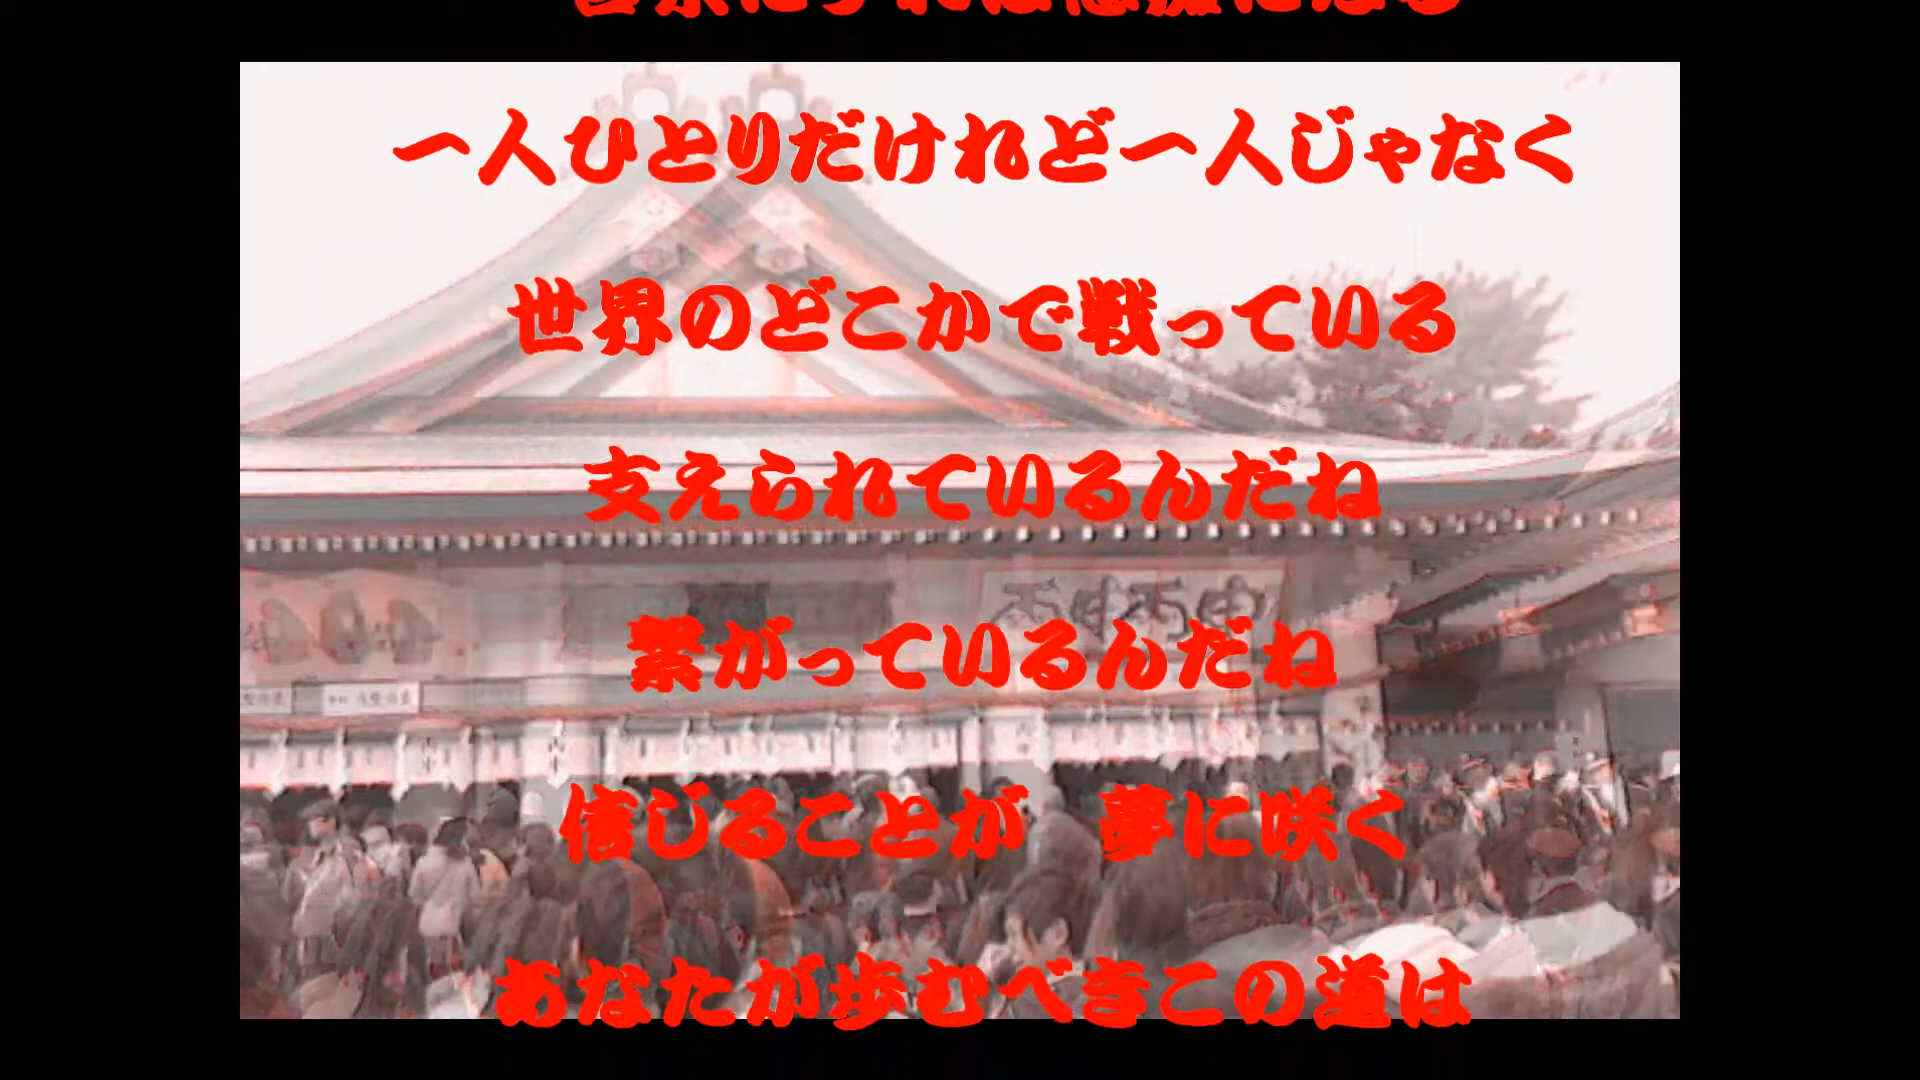 一人ひとりだけれど一人じゃなく
世界のどこかで戦っている
支えられているんだね
繋がっているんだね
信じることが　夢に咲く
あなたが歩むべきこの道は